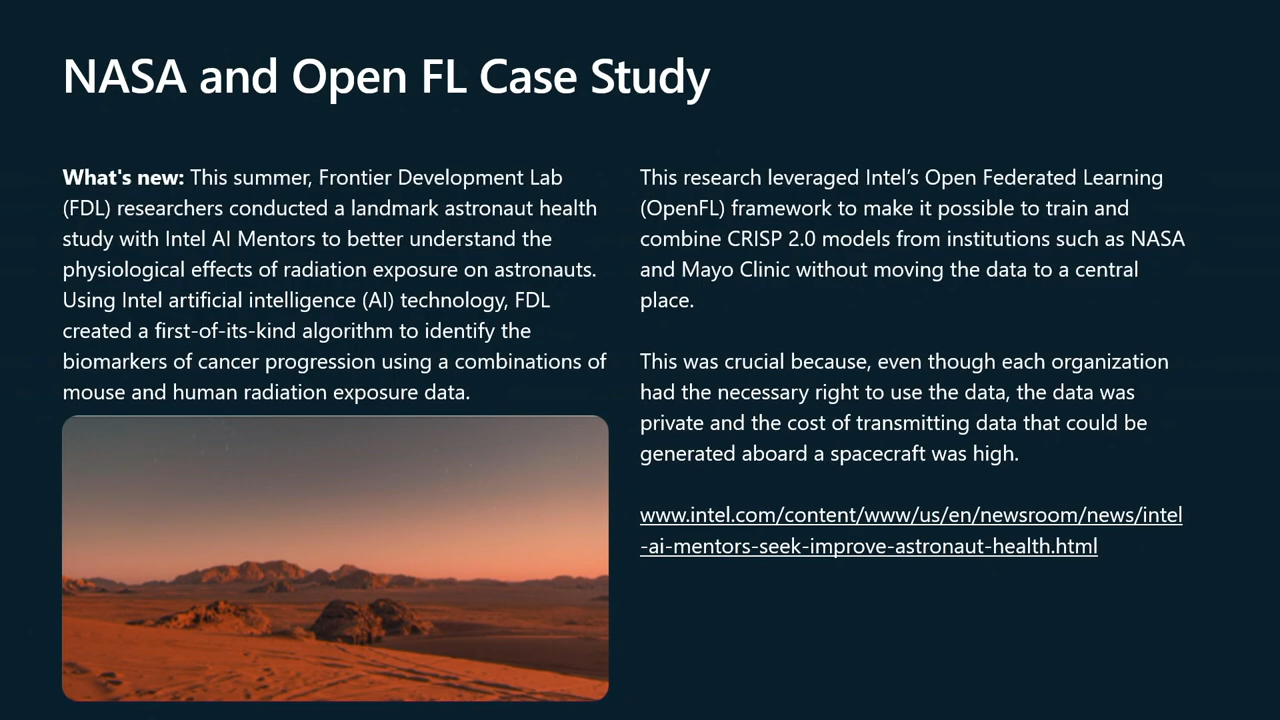 NASA and Open FL Case Study
What's new: This summer, Frontier Development Lab
(FDL) researchers conducted a landmark astronaut health
study with Intel AI Mentors to better understand the
physiological effects of radiation exposure on astronauts.
Using Intel artificial intelligence (AI) technology, FDL
created a first-of-its-kind algorithm to identify the
biomarkers of cancer progression using a combinations of
mouse and human radiation exposure data.
This research leveraged Intel’s Open Federated Learning
(OpenFL) framework to make it possible to train and
combine CRISP 2.0 models from institutions such as NASA
and Mayo Clinic without moving the data to a central
place.
This was crucial because, even though each organization
had the necessary right to use the data, the data was
private and the cost of transmitting data that could be
generated aboard a spacecraft was high.
www.intel.com/content/www/us/en/newsroom/news/intel
-ai-mentors-seek-improve-astronaut-health.html